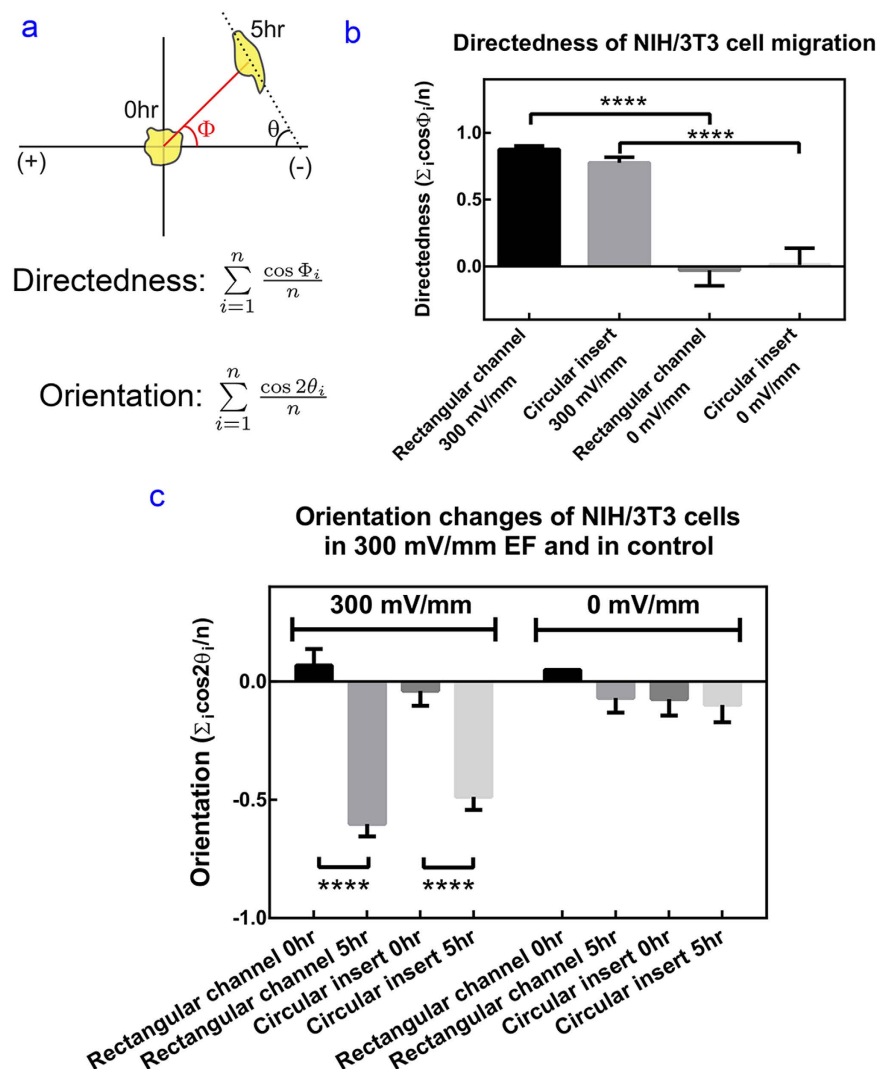 a
5hr
0hr
Φ
θ
(+)
(-)
Directedness: $\sum_{i=1}^{n} \frac{\cos \Phi_i}{n}$
Orientation: $\sum_{i=1}^{n} \frac{\cos 2\theta_i}{n}$
b
Directedness of NIH/3T3 cell migration
Directedness (ΣᵢcosΦᵢ/n)
1.0
0.5
0.0
****
****
Rectangular channel
300 mV/mm
Circular insert
300 mV/mm
Rectangular channel
0 mV/mm
Circular insert
0 mV/mm
c
Orientation changes of NIH/3T3 cells
in 300 mV/mm EF and in control
Orientation (Σᵢcos2θᵢ/n)
300 mV/mm
0 mV/mm
0.0
-0.5
-1.0
****
****
Rectangular channel 0hr
Rectangular channel 5hr
Circular insert 0hr
Circular insert 5hr
Rectangular channel 0hr
Rectangular channel 5hr
Circular insert 0hr
Circular insert 5hr